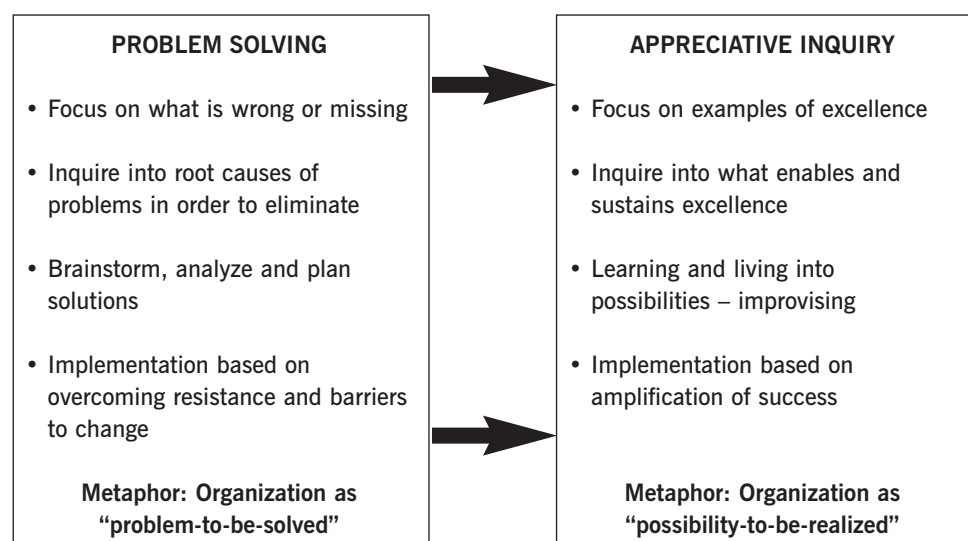 PROBLEM SOLVING
• Focus on what is wrong or missing
• Inquire into root causes of
problems in order to eliminate
• Brainstorm, analyze and plan
solutions
• Implementation based on
overcoming resistance and barriers
to change
Metaphor: Organization as
“problem-to-be-solved”
APPRECIATIVE INQUIRY
• Focus on examples of excellence
• Inquire into what enables and
sustains excellence
• Learning and living into
possibilities – improvising
• Implementation based on
amplification of success
Metaphor: Organization as
“possibility-to-be-realized”